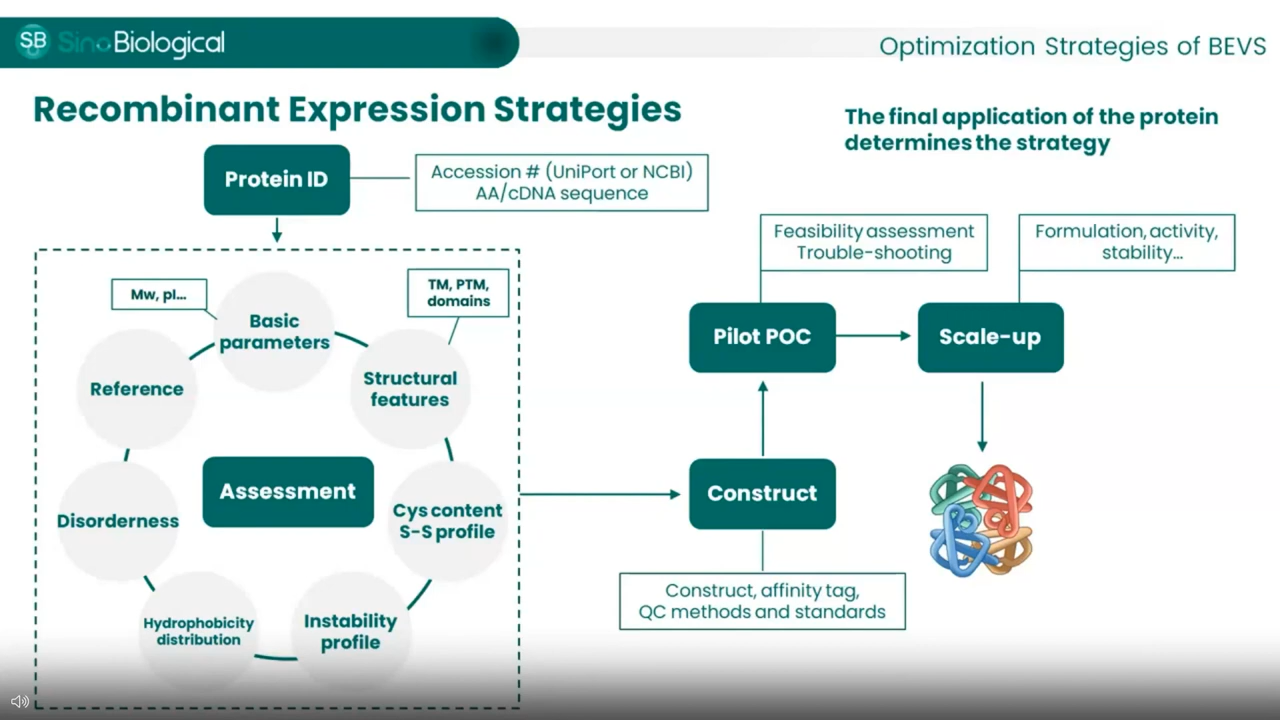 SB SinoBiological
Optimization Strategies of BEVS
Recombinant Expression Strategies
The final application of the protein
determines the strategy
Protein ID
Accession # (UniPort or NCBI)
AA/cDNA sequence
Feasibility assessment
Trouble-shooting
Formulation, activity,
stability...
Mw, pI...
TM, PTM,
domains
Basic
parameters
Reference
Structural
features
Pilot POC
Scale-up
Assessment
Disorderness
Cys content
S-S profile
Construct
Hydrophobicity
distribution
Instability
profile
Construct, affinity tag,
QC methods and standards